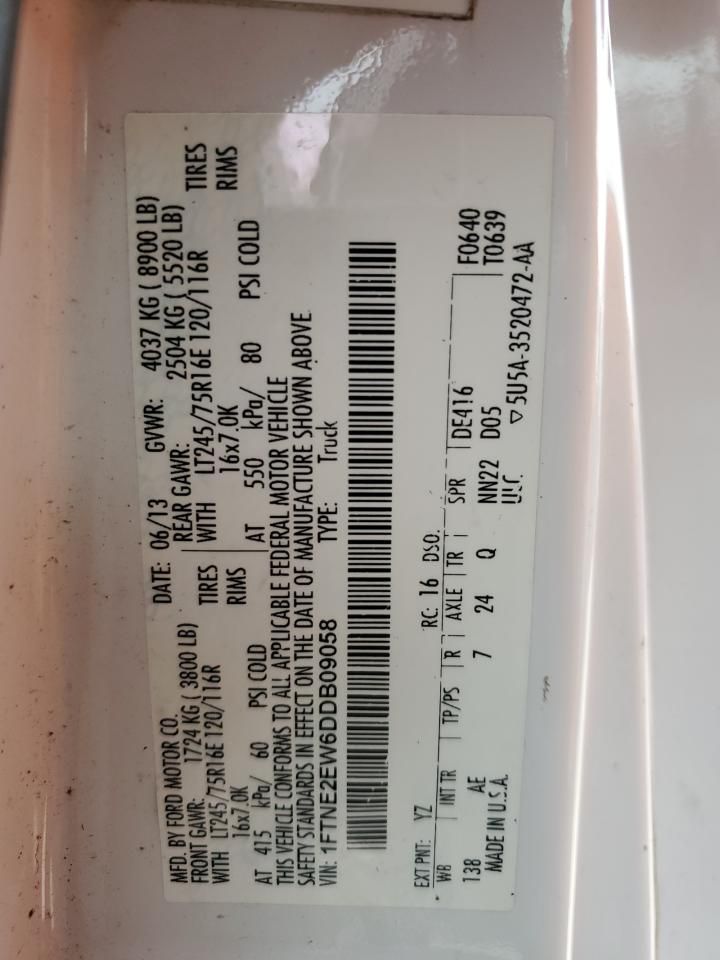 MFD. BY FORD MOTOR CO.
DATE: 06/13 GVWR: 4037 KG ( 8900 LB)
FRONT GAWR: 1724 KG ( 3800 LB)
REAR GAWR: 2504 KG ( 5520 LB)
WITH LT245/75R16E 120/116R TIRES
WITH LT245/75R16E 120/116R TIRES
16x7.0K RIMS
16x7.0K RIMS
AT 415 kPa/ 60 PSI COLD
AT 550 kPa/ 80 PSI COLD
THIS VEHICLE CONFORMS TO ALL APPLICABLE FEDERAL MOTOR VEHICLE
SAFETY STANDARDS IN EFFECT ON THE DATE OF MANUFACTURE SHOWN ABOVE
VIN: 1FTNE2EW6DDB09058 TYPE: Truck
EXT PNT: YZ RC: 16 DSO:
WB INT TR TP/PS R AXLE TR SPR DE416 F0640
138 AE 7 24 Q NN22 D05 T0639
MADE IN U.S.A. 5U5A-3520472-AA